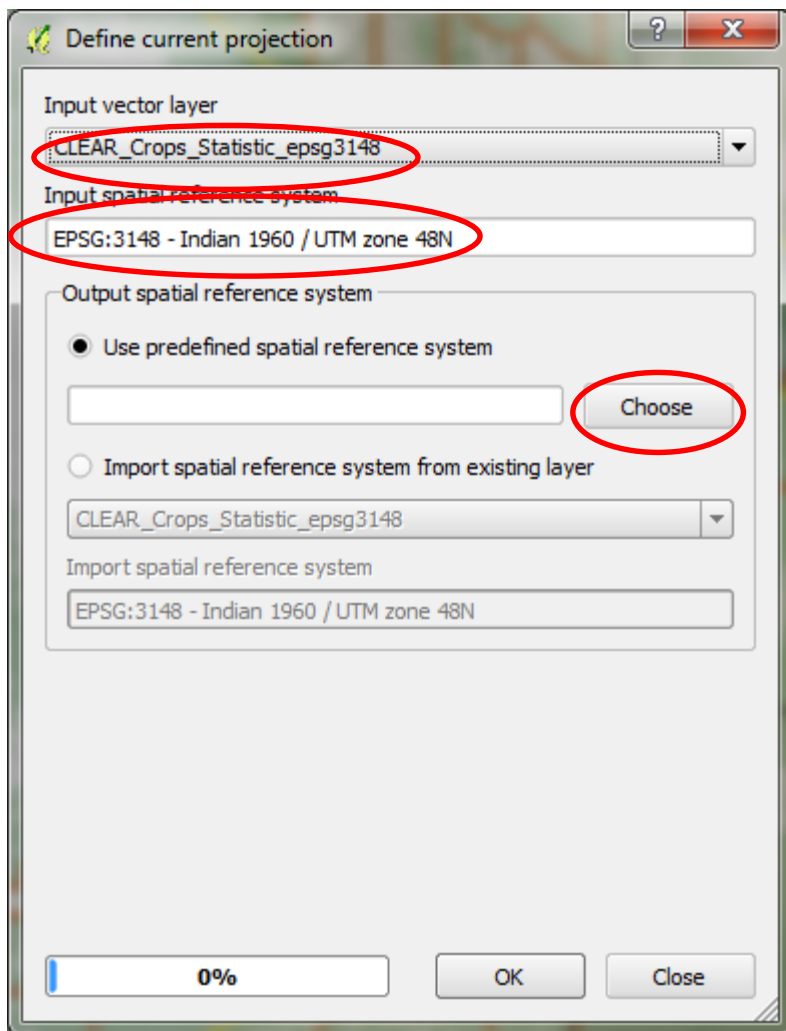 Define current projection
?
Input vector layer
CLEAR_Crops_Statistic_epsg3148
Input spatial reference system
EPSG:3148 - Indian 1960 / UTM zone 48N
Output spatial reference system
Use predefined spatial reference system
Choose
Import spatial reference system from existing layer
CLEAR_Crops_Statistic_epsg3148
Import spatial reference system
EPSG:3148 - Indian 1960 / UTM zone 48N
0% OK Close